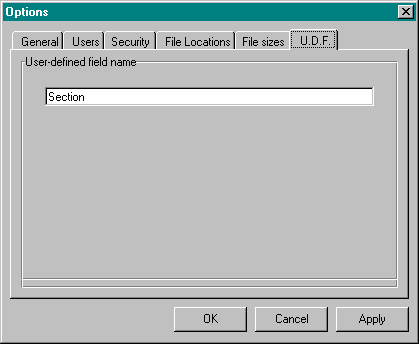 Options
General Users Security File Locations File sizes U.D.F.
User-defined field name
Section
OK Cancel Apply